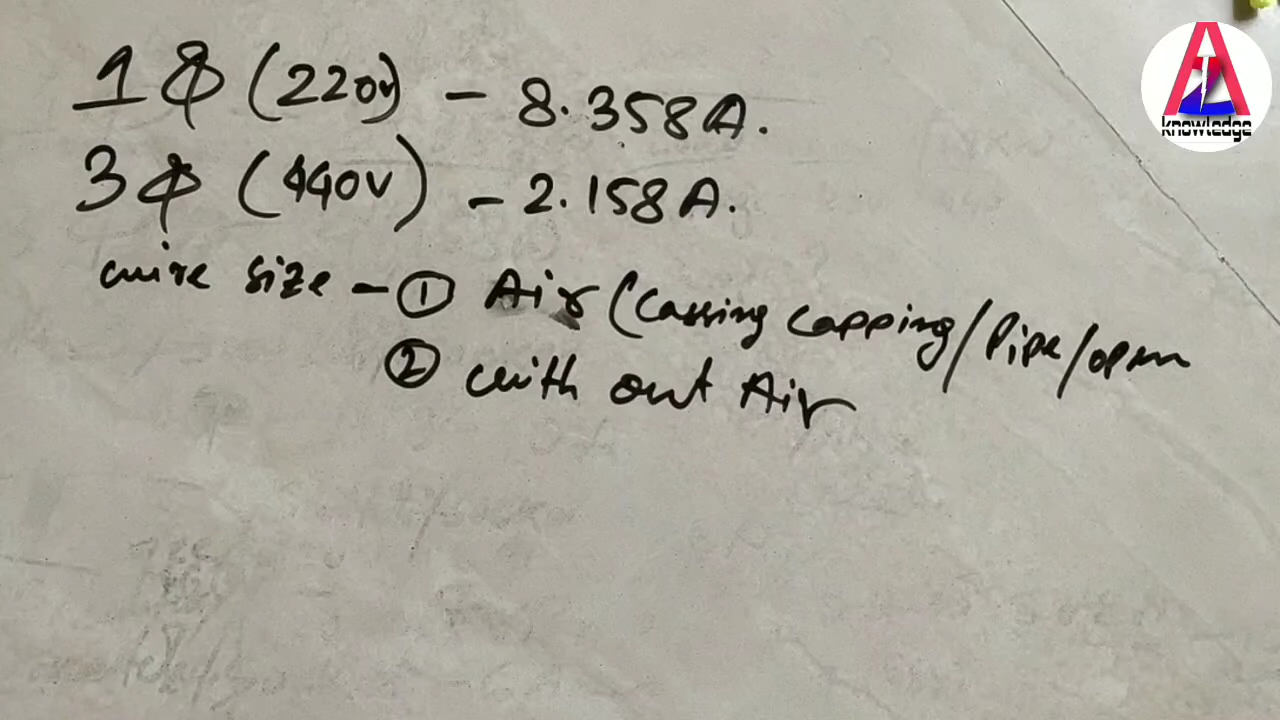 1Φ (220v) - 8.358A.
3Φ (440v) - 2.158A.
wire size - ① Air (Cassing capping/Pipe/open
② with out Air
A
knowledge